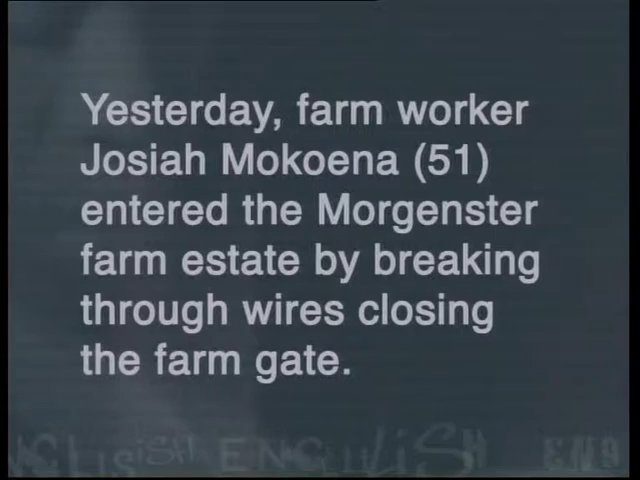 Yesterday, farm worker
Josiah Mokoena (51)
entered the Morgenster
farm estate by breaking
through wires closing
the farm gate.
ENGLISH